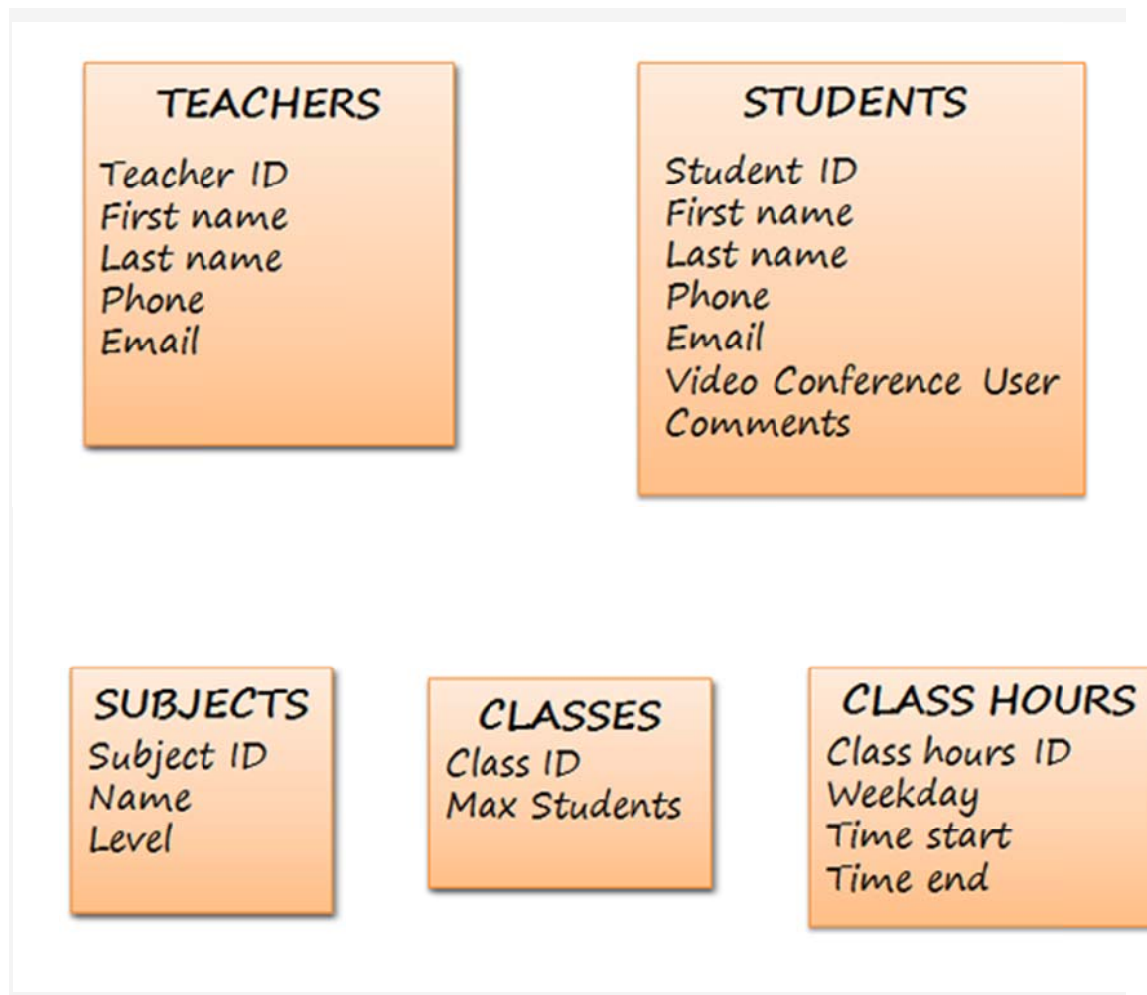 TEACHERS
Teacher ID
First name
Last name
Phone
Email
STUDENTS
Student ID
First name
Last name
Phone
Email
Video Conference User
Comments
SUBJECTS
Subject ID
Name
Level
CLASSES
Class ID
Max Students
CLASS HOURS
Class hours ID
Weekday
Time start
Time end